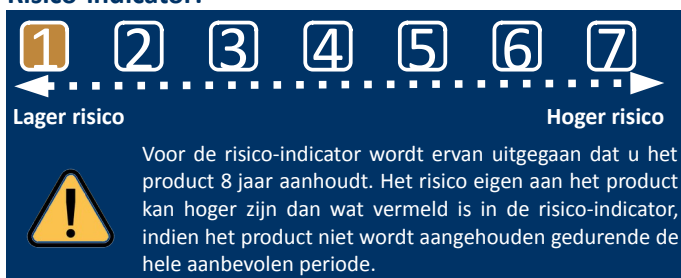 1 2 3 4 5 6 7
Lager risico Hoger risico
Voor de risico-indicator wordt ervan uitgegaan dat u het
product 8 jaar aanhoudt. Het risico eigen aan het product
kan hoger zijn dan wat vermeld is in de risico-indicator,
indien het product niet wordt aangehouden gedurende de
hele aanbevolen periode.